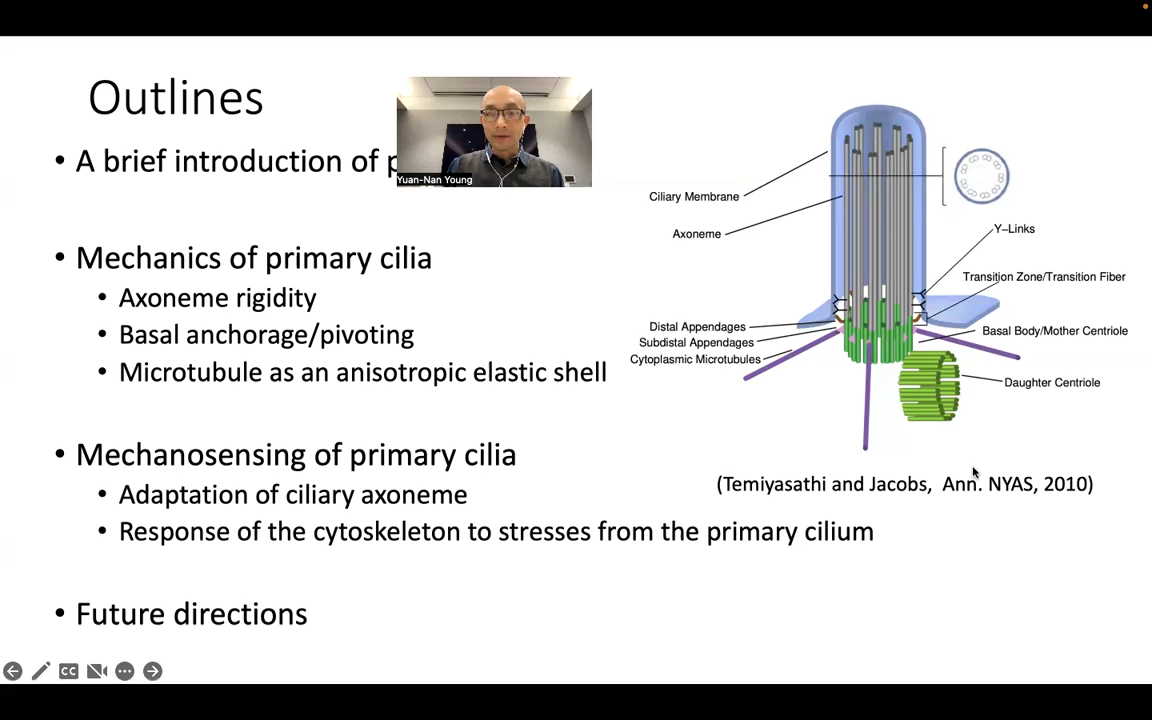 Outlines
• A brief introduction of
Yuan-Nan Young
• Mechanics of primary cilia
• Axoneme rigidity
• Basal anchorage/pivoting
• Microtubule as an anisotropic elastic shell
• Mechanosensing of primary cilia
• Adaptation of ciliary axoneme
• Response of the cytoskeleton to stresses from the primary cilium
• Future directions
Ciliary Membrane
Axoneme
Y–Links
Transition Zone/Transition Fiber
Distal Appendages
Subdistal Appendages
Cytoplasmic Microtubules
Basal Body/Mother Centriole
Daughter Centriole
(Temiyasathi and Jacobs, Ann. NYAS, 2010)
CC